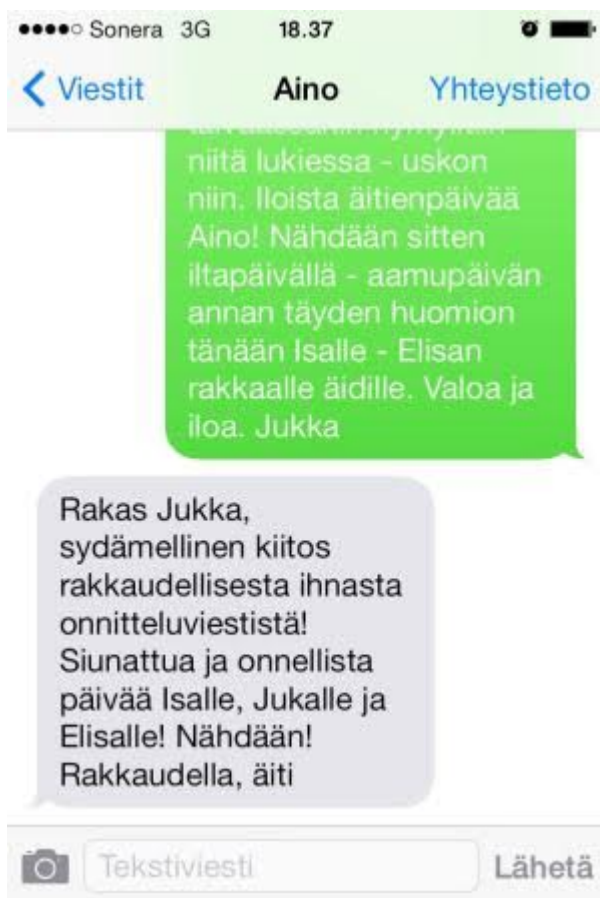 Sonera 3G 18.37
Viestit Aino Yhteystieto
niitä lukiessa - uskon
niin. Iloista äitienpäivää
Aino! Nähdään sitten
iltapäivällä - aamupäivän
annan täyden huomion
tänään Isalle - Elisan
rakkaalle äidille. Valoa ja
iloa. Jukka
Rakas Jukka,
sydämellinen kiitos
rakkaudellisesta ihnasta
onnitteluviestistä!
Siunattua ja onnellista
päivää Isalle, Jukalle ja
Elisalle! Nähdään!
Rakkaudella, äiti
Tekstiviesti Lähetä